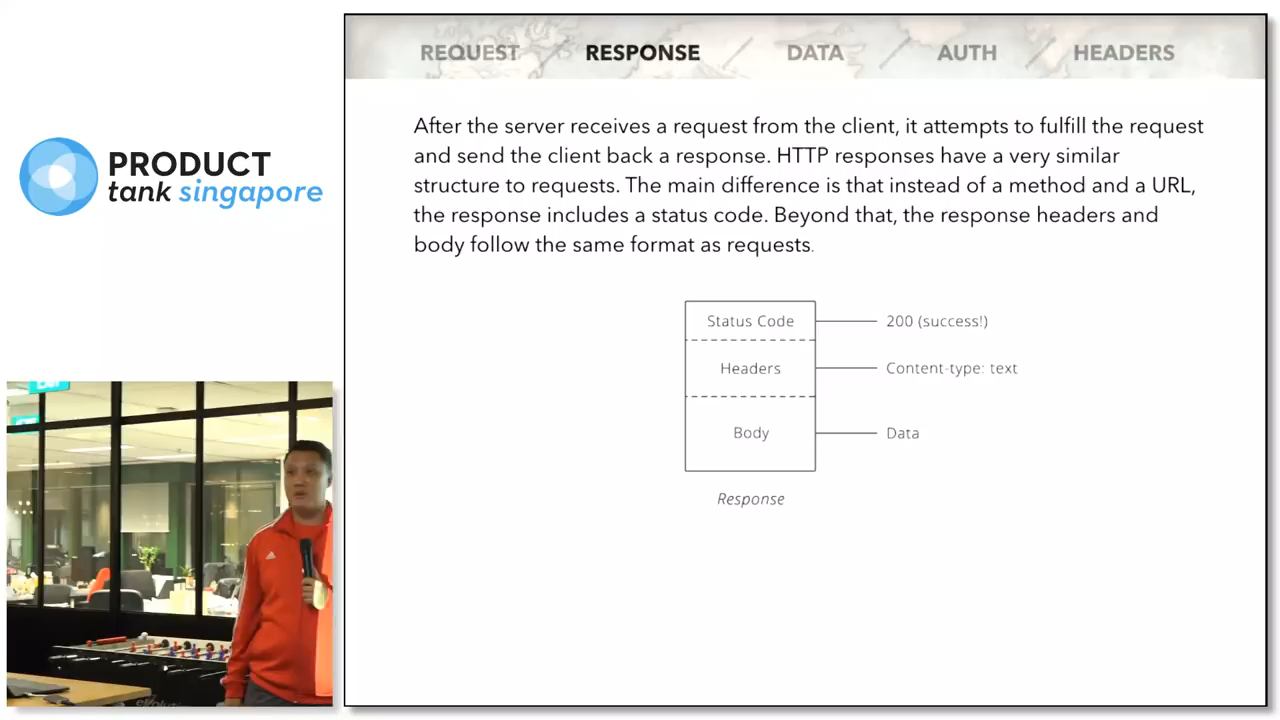 REQUEST / RESPONSE / DATA / AUTH / HEADERS
PRODUCT
tank singapore
After the server receives a request from the client, it attempts to fulfill the request
and send the client back a response. HTTP responses have a very similar
structure to requests. The main difference is that instead of a method and a URL,
the response includes a status code. Beyond that, the response headers and
body follow the same format as requests.
Status Code
200 (success!)
Headers
Content-type: text
Body
Data
Response